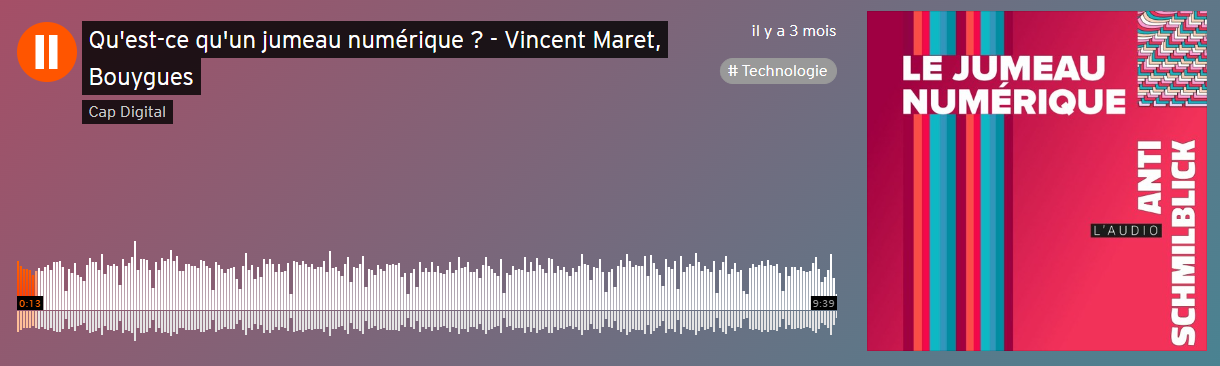 Qu'est-ce qu'un jumeau numérique ? - Vincent Maret,
Bouygues
Cap Digital
il y a 3 mois
# Technologie
0:13
9:39
LE JUMEAU
NUMÉRIQUE
ANTI
SCHMILBLICK
L'AUDIO